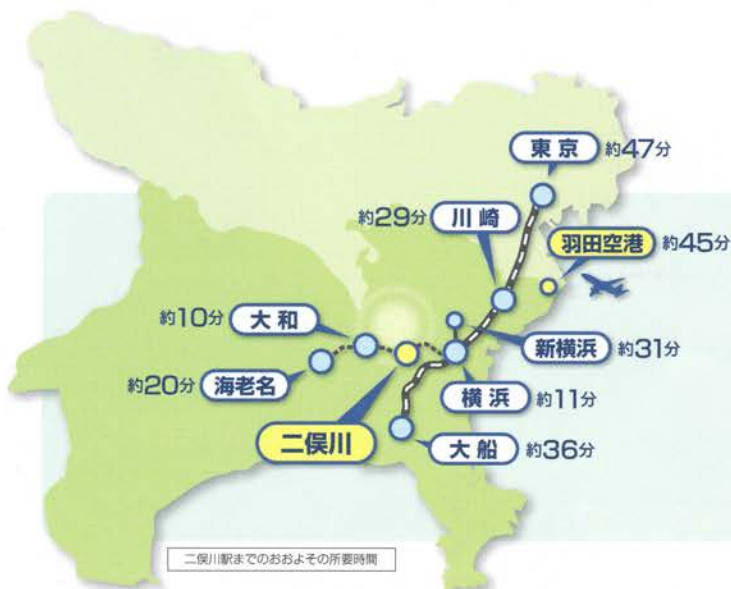 東京 約47分
約29分 川崎
羽田空港 約45分
約10分 大和
新横浜 約31分
約20分 海老名
横浜 約11分
二俣川
大船 約36分
二俣川駅までのおおよその所要時間